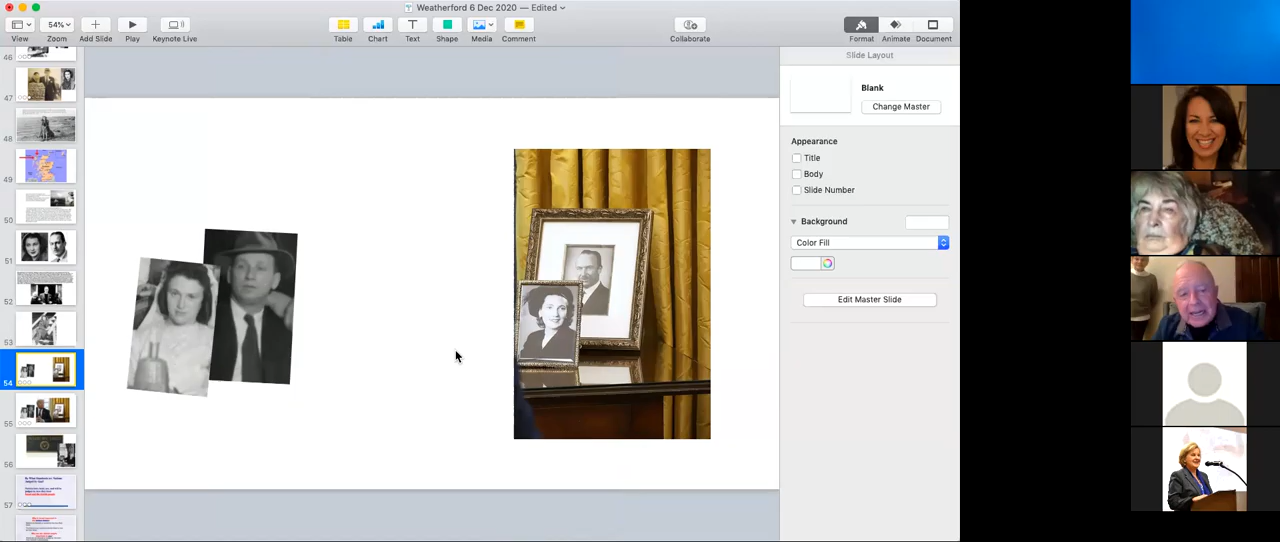 Weatherford 6 Dec 2020 — Edited
54%
View
Zoom
Add Slide
Play
Keynote Live
Table
Chart
Text
Shape
Media
Comment
Collaborate
Format
Animate
Document
46
47
48
49
50
51
52
53
54
55
56
57
Slide Layout
Blank
Change Master
Appearance
Title
Body
Slide Number
Background
Color Fill
Edit Master Slide